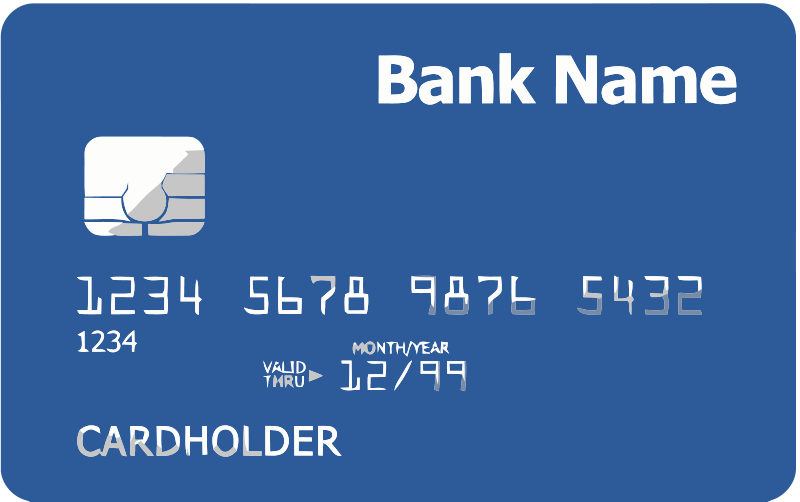 Bank Name
1234 5678 9876 5432
1234
MONTH/YEAR
VALID THRU 12/99
CARDHOLDER